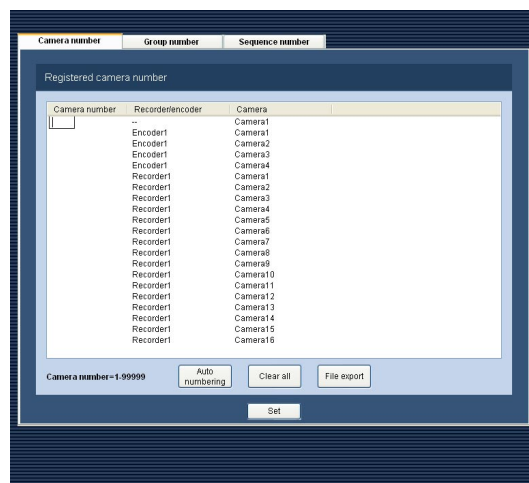 Camera number Group number Sequence number
Registered camera number
Camera number Recorder/encoder Camera
-- Camera1
Encoder1 Camera1
Encoder1 Camera2
Encoder1 Camera3
Encoder1 Camera4
Recorder1 Camera1
Recorder1 Camera2
Recorder1 Camera3
Recorder1 Camera4
Recorder1 Camera5
Recorder1 Camera6
Recorder1 Camera7
Recorder1 Camera8
Recorder1 Camera9
Recorder1 Camera10
Recorder1 Camera11
Recorder1 Camera12
Recorder1 Camera13
Recorder1 Camera14
Recorder1 Camera15
Recorder1 Camera16
Camera number=1-99999
Auto
numbering
Clear all
File export
Set